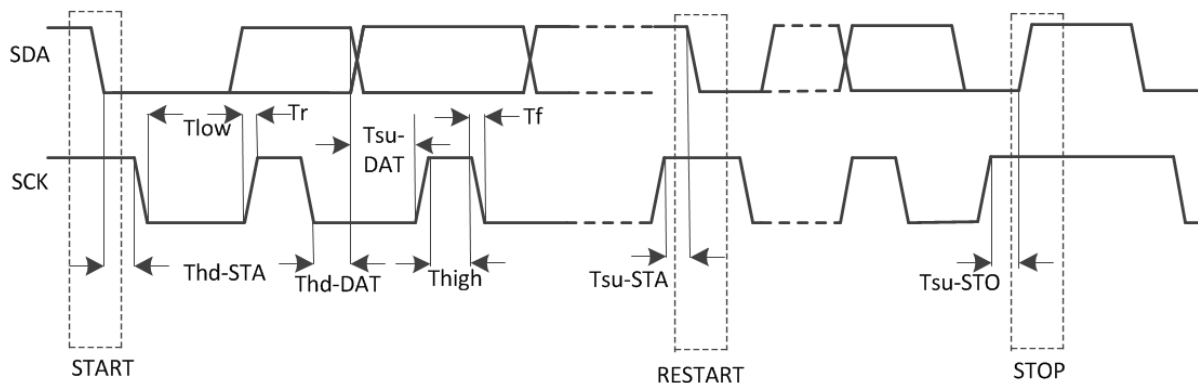 SDA
Tlow
Tr
Tsu-
DAT
Tf
SCK
Thd-STA
Thd-DAT
Thigh
Tsu-STA
Tsu-STO
START
RESTART
STOP